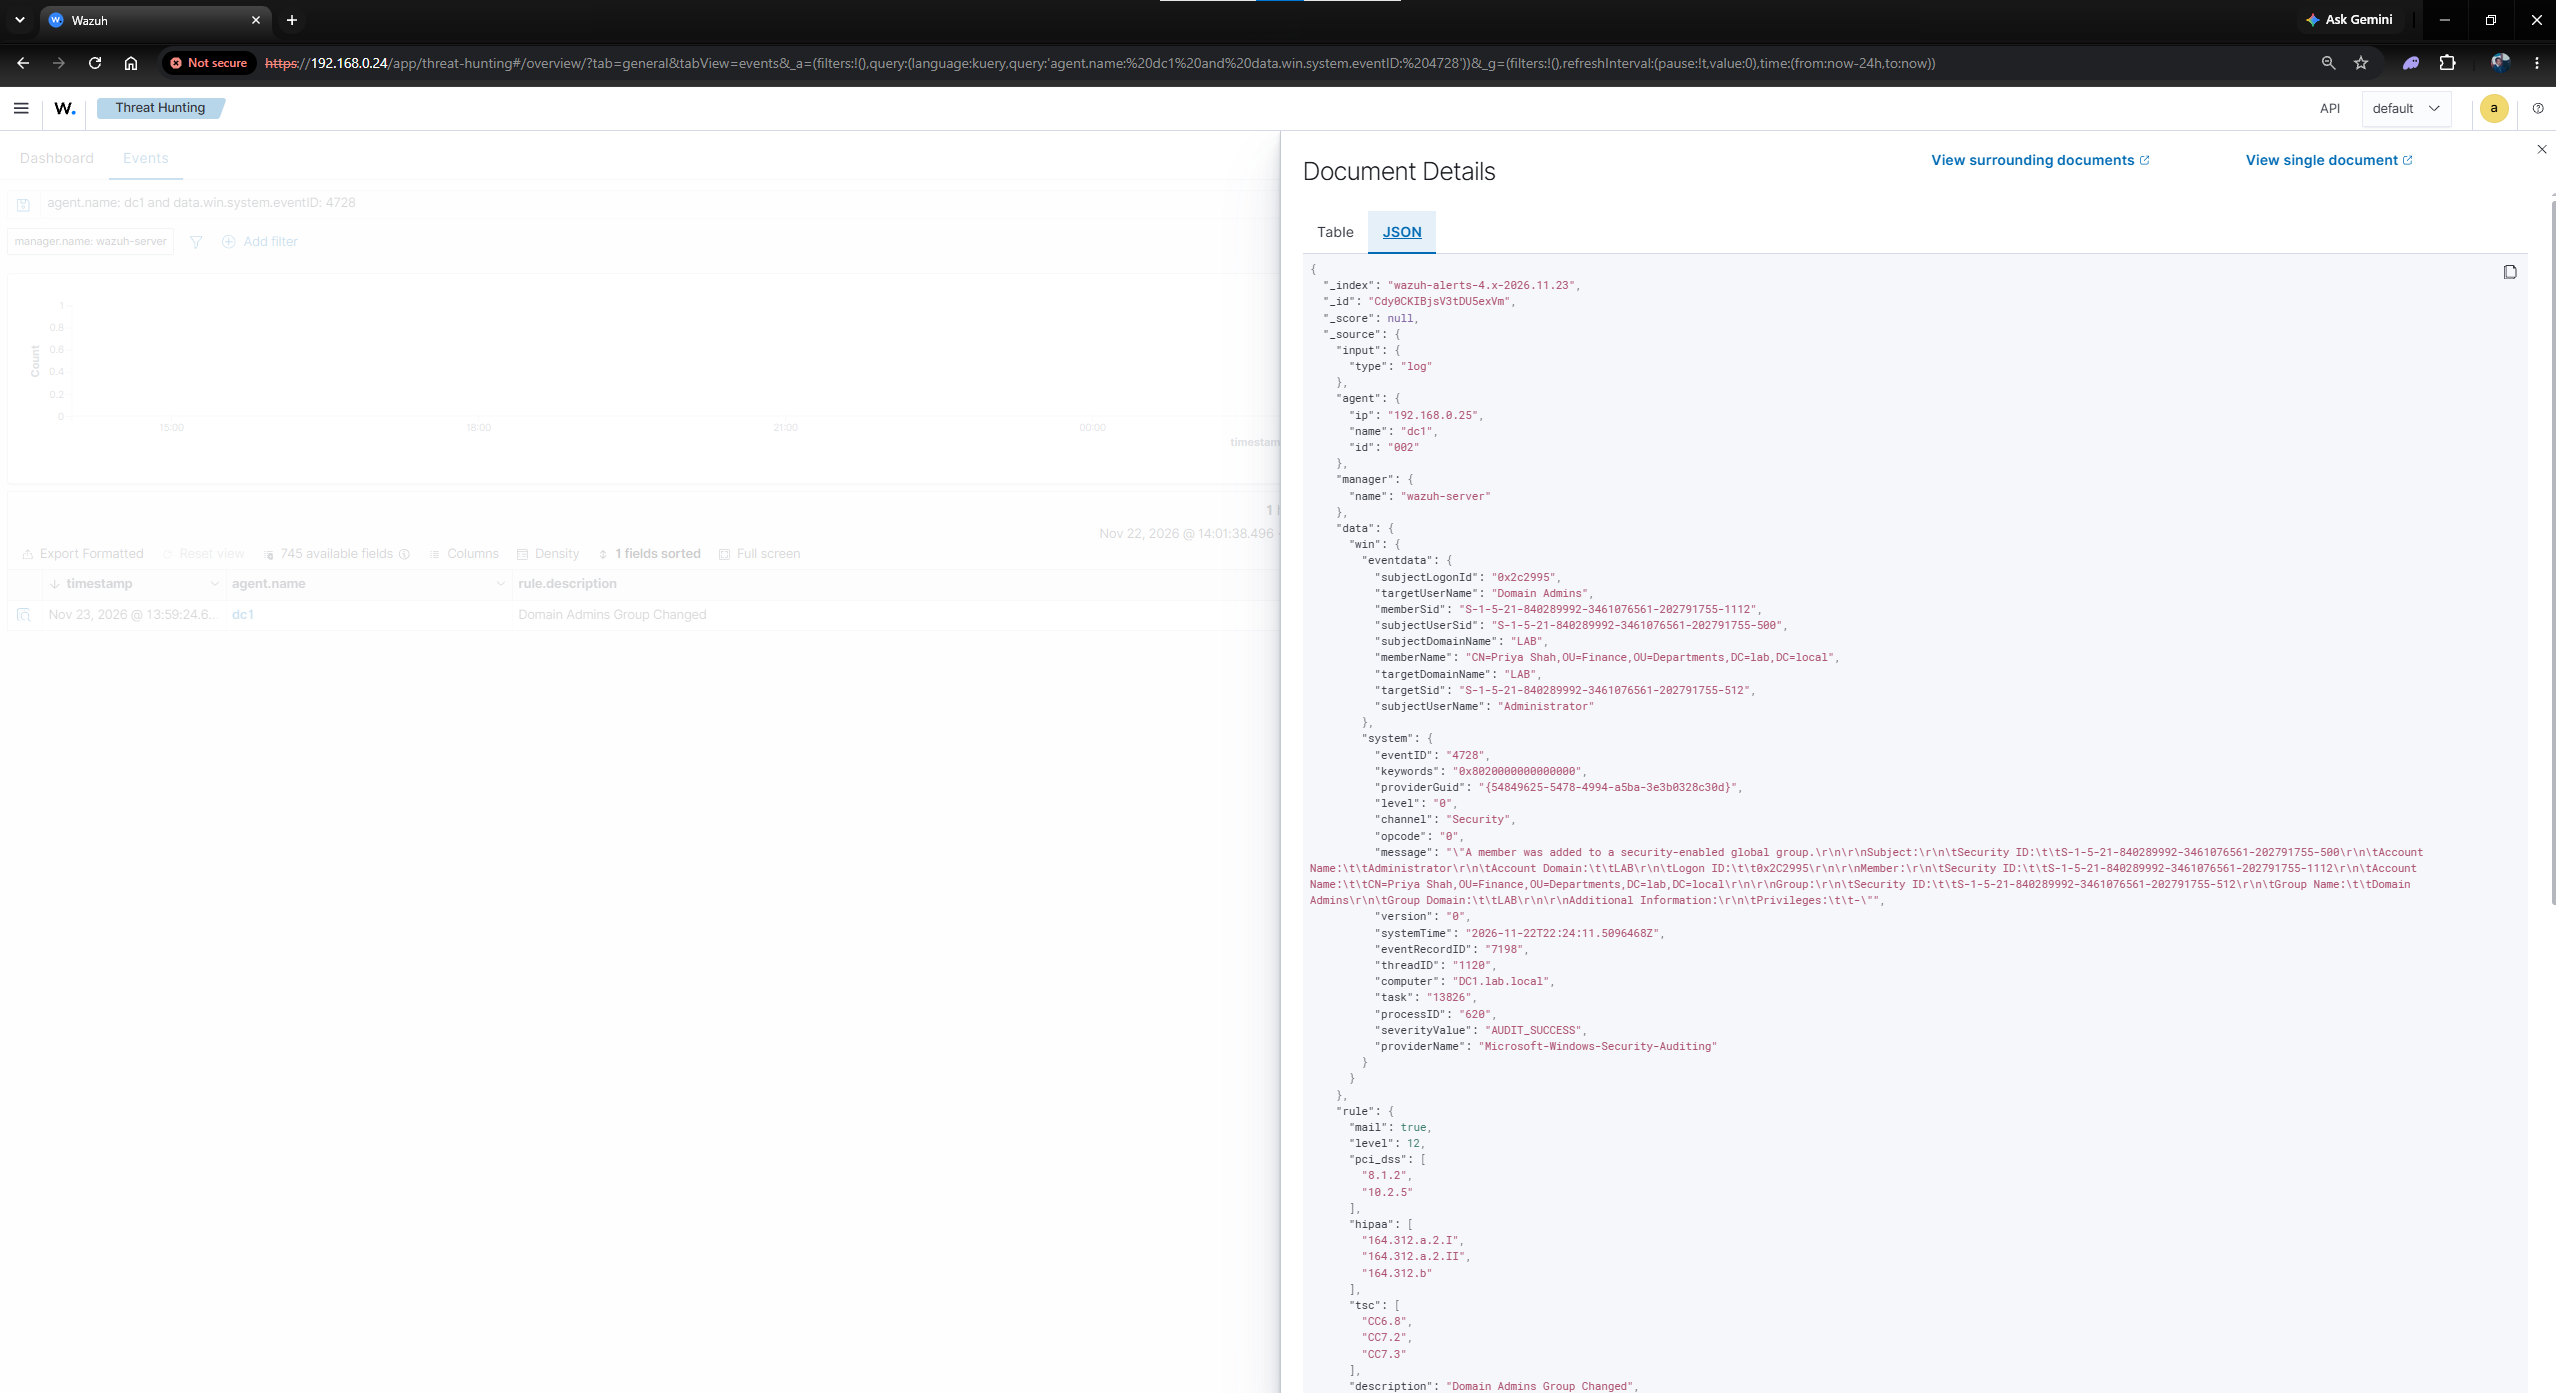 Wazuh
Ask Gemini
Not secure
https://192.168.0.24/app/threat-hunting#/overview/?tab=general&tabView=events&_a=(filters:!(),query:(language:kuery,query:'agent.name:%20dc1%20and%20data.win.system.eventID:%204728'))&_g=(filters:!(),refreshInterval:(pause:!t,value:0),time:(from:now-24h,to:now))
W.
Threat Hunting
API
default
a
Dashboard
Events
agent.name: dc1 and data.win.system.eventID: 4728
manager.name: wazuh-server
Add filter
Count
1
0.8
0.6
0.4
0.2
0
15:00
18:00
21:00
00:00
timestam
1 h
Nov 22, 2026 @ 14:01:38.496 -
Export Formatted
Reset view
745 available fields
Columns
Density
1 fields sorted
Full screen
timestamp
agent.name
rule.description
Nov 23, 2026 @ 13:59:24.6...
dc1
Domain Admins Group Changed
Document Details
View surrounding documents
View single document
Table
JSON
{
"_index": "wazuh-alerts-4.x-2026.11.23",
"_id": "Cdy0CKIBjsV3tDU5exVm",
"_score": null,
"_source": {
"input": {
"type": "log"
},
"agent": {
"ip": "192.168.0.25",
"name": "dc1",
"id": "002"
},
"manager": {
"name": "wazuh-server"
},
"data": {
"win": {
"eventdata": {
"subjectLogonId": "0x2c2995",
"targetUserName": "Domain Admins",
"memberSid": "S-1-5-21-840289992-3461076561-202791755-1112",
"subjectUserSid": "S-1-5-21-840289992-3461076561-202791755-500",
"subjectDomainName": "LAB",
"memberName": "CN=Priya Shah,OU=Finance,OU=Departments,DC=lab,DC=local",
"targetDomainName": "LAB",
"targetSid": "S-1-5-21-840289992-3461076561-202791755-512",
"subjectUserName": "Administrator"
},
"system": {
"eventID": "4728",
"keywords": "0x8020000000000000",
"providerGuid": "{54849625-5478-4994-a5ba-3e3b0328c30d}",
"level": "0",
"channel": "Security",
"opcode": "0",
"message": "\"A member was added to a security-enabled global group.\r\n\r\nSubject:\r\n\tSecurity ID:\t\tS-1-5-21-840289992-3461076561-202791755-500\r\n\tAccount
Name:\t\tAdministrator\r\n\tAccount Domain:\t\tLAB\r\n\tLogon ID:\t\t0x2C2995\r\n\r\nMember:\r\n\tSecurity ID:\t\tS-1-5-21-840289992-3461076561-202791755-1112\r\n\tAccount
Name:\t\tCN=Priya Shah,OU=Finance,OU=Departments,DC=lab,DC=local\r\n\r\nGroup:\r\n\tSecurity ID:\t\tS-1-5-21-840289992-3461076561-202791755-512\r\n\tGroup Name:\t\tDomain
Admins\r\n\tGroup Domain:\t\tLAB\r\n\r\nAdditional Information:\r\n\tPrivileges:\t\t-\"",
"version": "0",
"systemTime": "2026-11-22T22:24:11.5096468Z",
"eventRecordID": "7198",
"threadID": "1120",
"computer": "DC1.lab.local",
"task": "13826",
"processID": "620",
"severityValue": "AUDIT_SUCCESS",
"providerName": "Microsoft-Windows-Security-Auditing"
}
}
},
"rule": {
"mail": true,
"level": 12,
"pci_dss": [
"8.1.2",
"10.2.5"
],
"hipaa": [
"164.312.a.2.I",
"164.312.a.2.II",
"164.312.b"
],
"tsc": [
"CC6.8",
"CC7.2",
"CC7.3"
],
"description": "Domain Admins Group Changed",